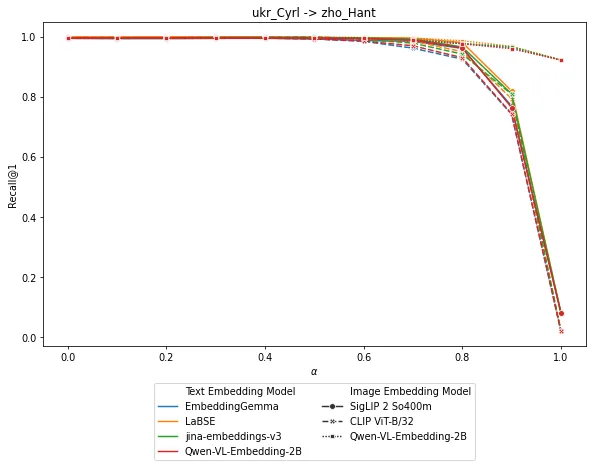 ukr_Cyrl -> zho_Hant
Recall@1
1.0
0.8
0.6
0.4
0.2
0.0
0.0 0.2 0.4 0.6 0.8 1.0
α
Text Embedding Model
EmbeddingGemma
LaBSE
jina-embeddings-v3
Qwen-VL-Embedding-2B
Image Embedding Model
SigLIP 2 So400m
CLIP ViT-B/32
Qwen-VL-Embedding-2B